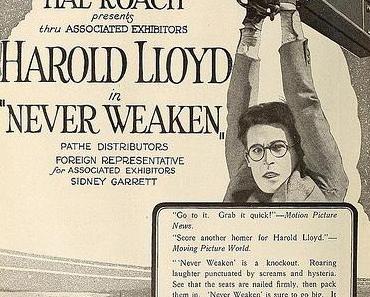 HAL ROACH
presents
thru ASSOCIATED EXHIBITORS
HAROLD LLOYD
in
"NEVER WEAKEN"
PATHE DISTRIBUTORS
FOREIGN REPRESENTATIVE
for ASSOCIATED EXHIBITORS
SIDNEY GARRETT
"Go to it. Grab it quick!"—Motion Picture
News.
"Score another homer for Harold Lloyd."—
Moving Picture World.
"'Never Weaken' is a knockout. Roaring
laughter punctuated by screams and hysteria.
See that the seats are nailed firmly, then pack
them in. 'Never Weaken' is sure to go big. It